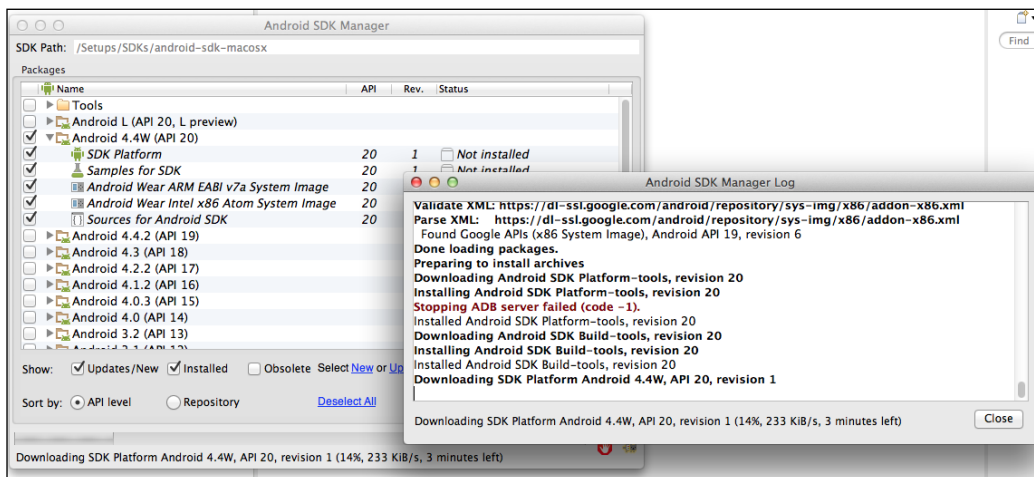 Android SDK Manager
SDK Path: /Setups/SDKs/android-sdk-macosx
Packages
Name API Rev. Status
Tools
Android L (API 20, L preview)
Android 4.4W (API 20)
SDK Platform 20 1 Not installed
Samples for SDK 20 1 Not installed
Android Wear ARM EABI v7a System Image 20
Android Wear Intel x86 Atom System Image 20
Sources for Android SDK 20
Android 4.4.2 (API 19)
Android 4.3 (API 18)
Android 4.2.2 (API 17)
Android 4.1.2 (API 16)
Android 4.0.3 (API 15)
Android 4.0 (API 14)
Android 3.2 (API 13)
Android 3.1 (API 12)
Show: Updates/New Installed Obsolete Select New or Up
Sort by: API level Repository Deselect All
Downloading SDK Platform Android 4.4W, API 20, revision 1 (14%, 233 KiB/s, 3 minutes left)
Find
Android SDK Manager Log
Validate XML: https://dl-ssl.google.com/android/repository/sys-img/x86/addon-x86.xml
Parse XML: https://dl-ssl.google.com/android/repository/sys-img/x86/addon-x86.xml
Found Google APIs (x86 System Image), Android API 19, revision 6
Done loading packages.
Preparing to install archives
Downloading Android SDK Platform-tools, revision 20
Installing Android SDK Platform-tools, revision 20
Stopping ADB server failed (code -1).
Installed Android SDK Platform-tools, revision 20
Downloading Android SDK Build-tools, revision 20
Installing Android SDK Build-tools, revision 20
Installed Android SDK Build-tools, revision 20
Downloading SDK Platform Android 4.4W, API 20, revision 1
Downloading SDK Platform Android 4.4W, API 20, revision 1 (14%, 233 KiB/s, 3 minutes left)
Close